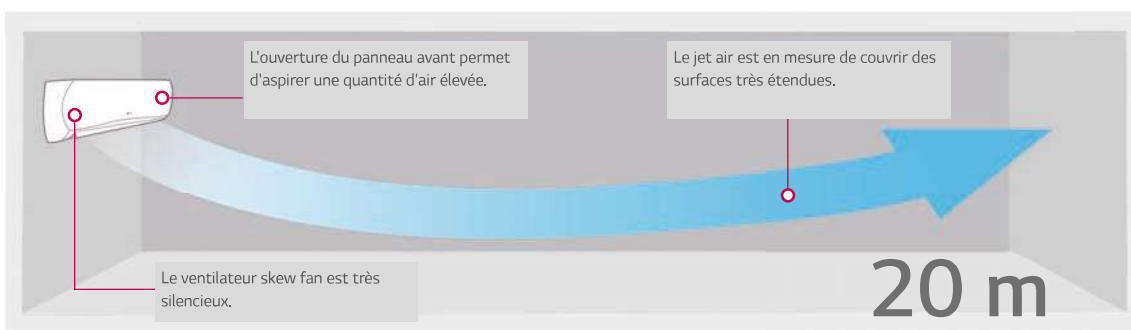 L'ouverture du panneau avant permet
d'aspirer une quantité d'air élevée.
Le jet air est en mesure de couvrir des
surfaces très étendues.
Le ventilateur skew fan est très
silencieux.
20 m